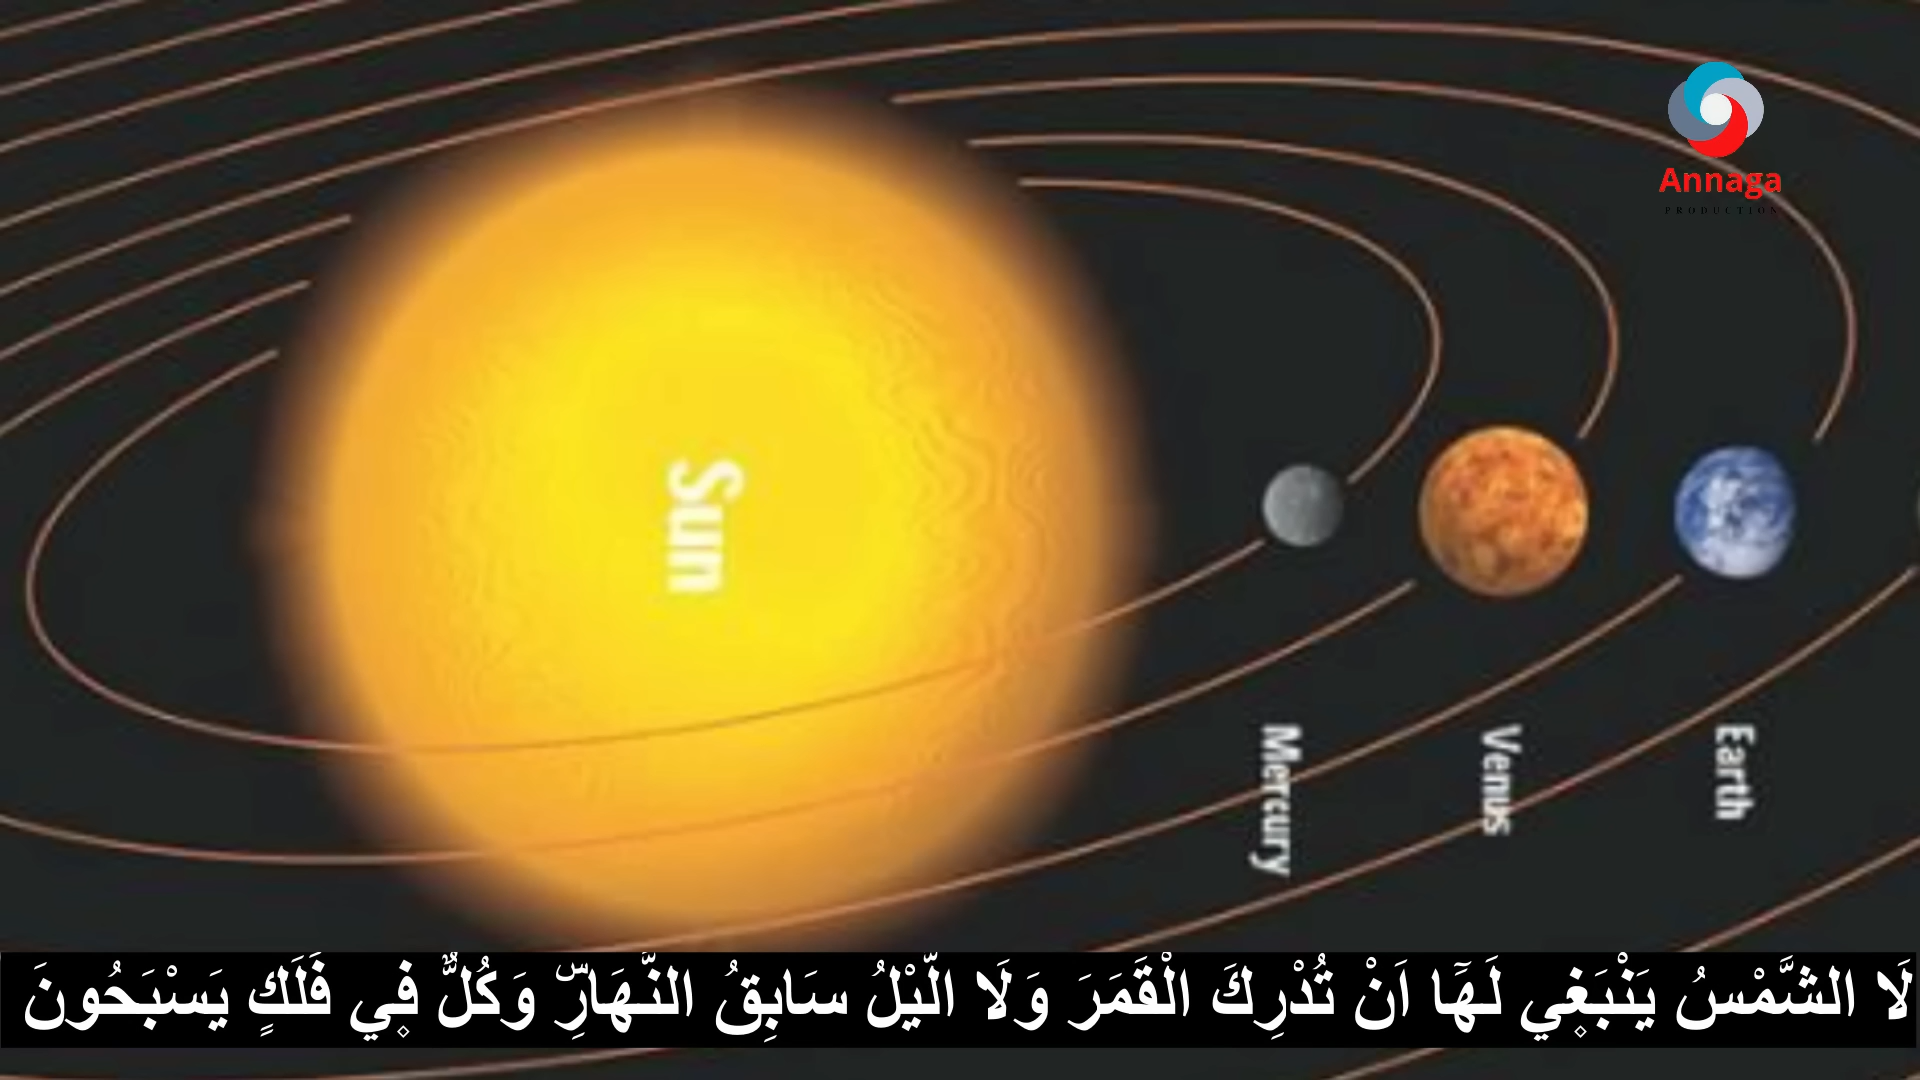 Annaga
PRODUCTION
Sun
Mercury
Venus
Earth
لَا الشَّمْسُ يَنْۢبَغِي لَهَٓا اَنْ تُدْرِكَ الْقَمَرَ وَلَا الَّيْلُ سَابِقُ النَّهَارِۜ وَكُلٌّ فٖي فَلَكٍ يَسْبَحُونَ